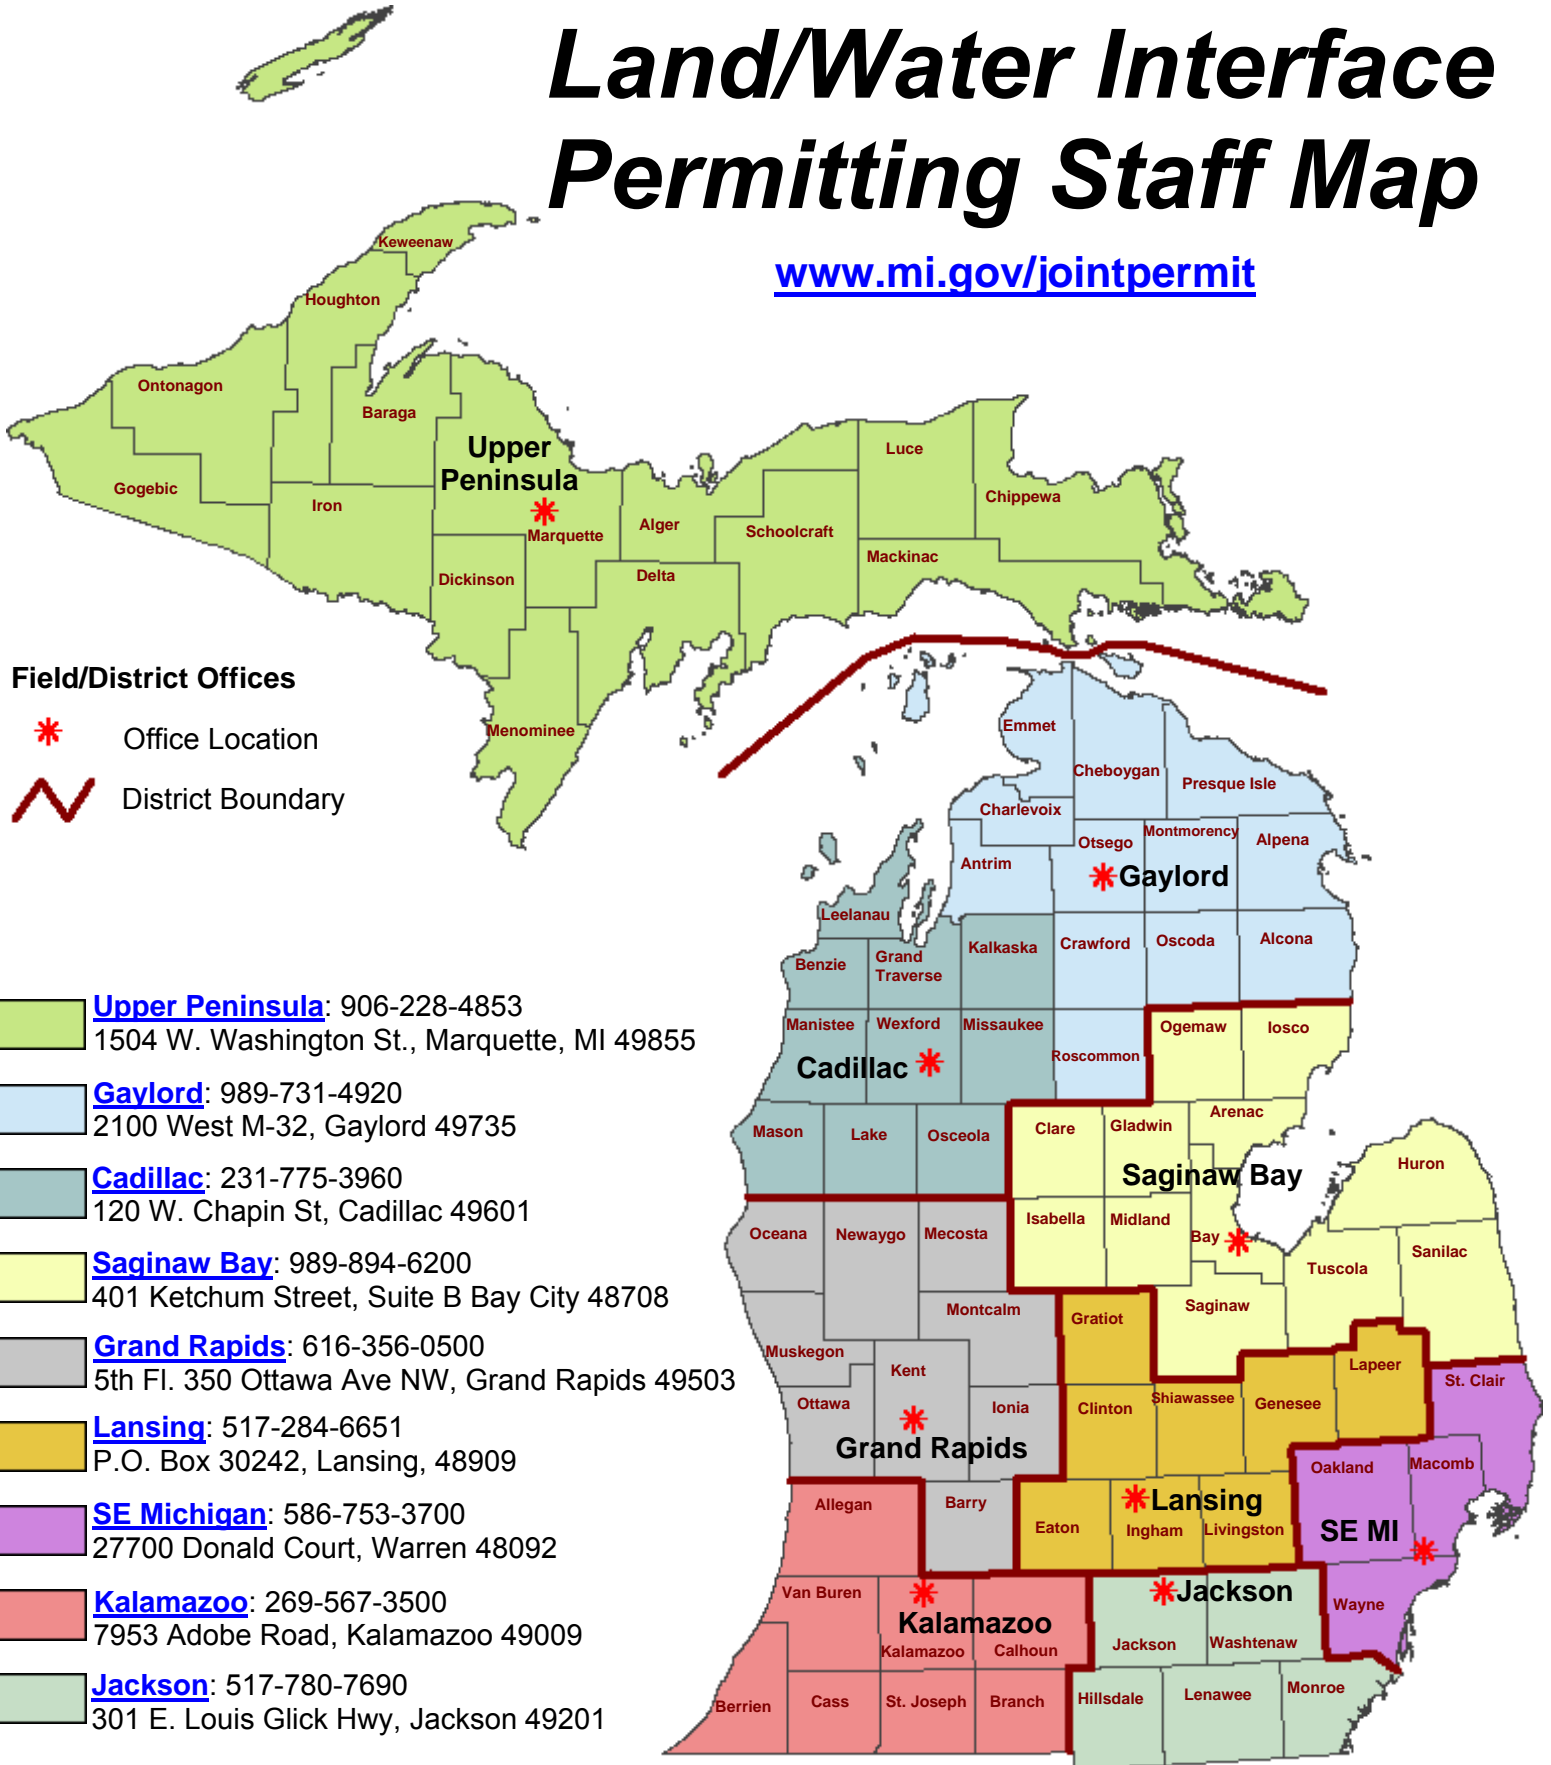 Land/Water Interface
Permitting Staff Map
www.mi.gov/jointpermit
Keweenaw
Houghton
Ontonagon
Baraga
Upper
Peninsula
Luce
Gogebic
Iron
Chippewa
Marquette
Alger
Schoolcraft
Mackinac
Dickinson
Delta
Menominee
Field/District Offices
Office Location
District Boundary
Emmet
Cheboygan
Presque Isle
Charlevoix
Otsego
Montmorency
Alpena
Antrim
Gaylord
Leelanau
Benzie
Grand
Traverse
Kalkaska
Crawford
Oscoda
Alcona
Manistee
Wexford
Missaukee
Roscommon
Ogemaw
Iosco
Cadillac
Mason
Lake
Osceola
Clare
Gladwin
Arenac
Saginaw Bay
Huron
Oceana
Newaygo
Mecosta
Isabella
Midland
Bay
Tuscola
Sanilac
Montcalm
Gratiot
Saginaw
Muskegon
Kent
Lapeer
Ottawa
Ionia
Clinton
Shiawassee
Genesee
St. Clair
Grand Rapids
Oakland
Macomb
Allegan
Barry
Eaton
Lansing
Ingham
Livingston
SE MI
Van Buren
Kalamazoo
Kalamazoo
Calhoun
Jackson
Jackson
Washtenaw
Wayne
Berrien
Cass
St. Joseph
Branch
Hillsdale
Lenawee
Monroe
Upper Peninsula: 906-228-4853
1504 W. Washington St., Marquette, MI 49855
Gaylord: 989-731-4920
2100 West M-32, Gaylord 49735
Cadillac: 231-775-3960
120 W. Chapin St, Cadillac 49601
Saginaw Bay: 989-894-6200
401 Ketchum Street, Suite B Bay City 48708
Grand Rapids: 616-356-0500
5th Fl. 350 Ottawa Ave NW, Grand Rapids 49503
Lansing: 517-284-6651
P.O. Box 30242, Lansing, 48909
SE Michigan: 586-753-3700
27700 Donald Court, Warren 48092
Kalamazoo: 269-567-3500
7953 Adobe Road, Kalamazoo 49009
Jackson: 517-780-7690
301 E. Louis Glick Hwy, Jackson 49201